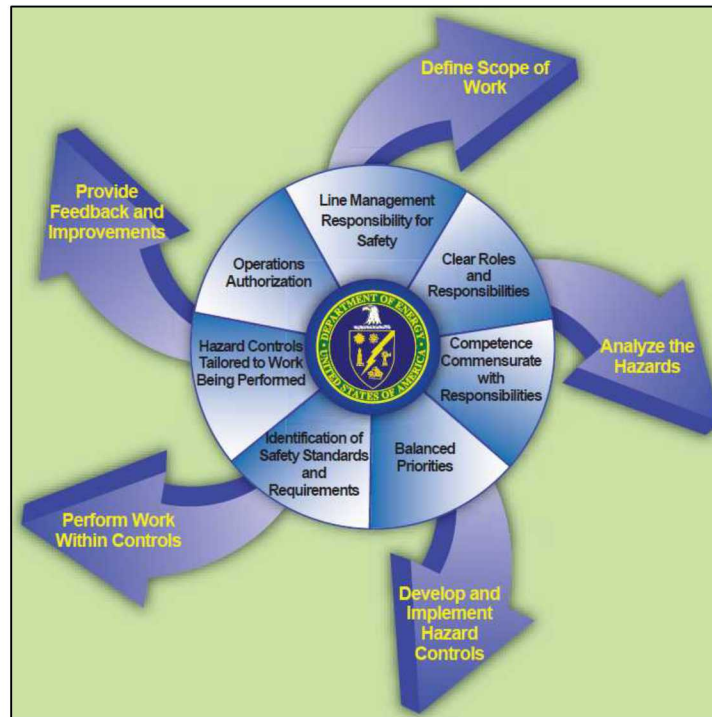 Define Scope of
Work
Analyze the
Hazards
Develop and
Implement
Hazard
Controls
Perform Work
Within Controls
Provide
Feedback and
Improvements
Line Management
Responsibility for
Safety
Clear Roles
and
Responsibilities
Competence
Commensurate
with
Responsibilities
Balanced
Priorities
Identification of
Safety Standards
and
Requirements
Hazard Controls
Tailored to Work
Being Performed
Operations
Authorization
DEPARTMENT OF ENERGY
UNITED STATES OF AMERICA